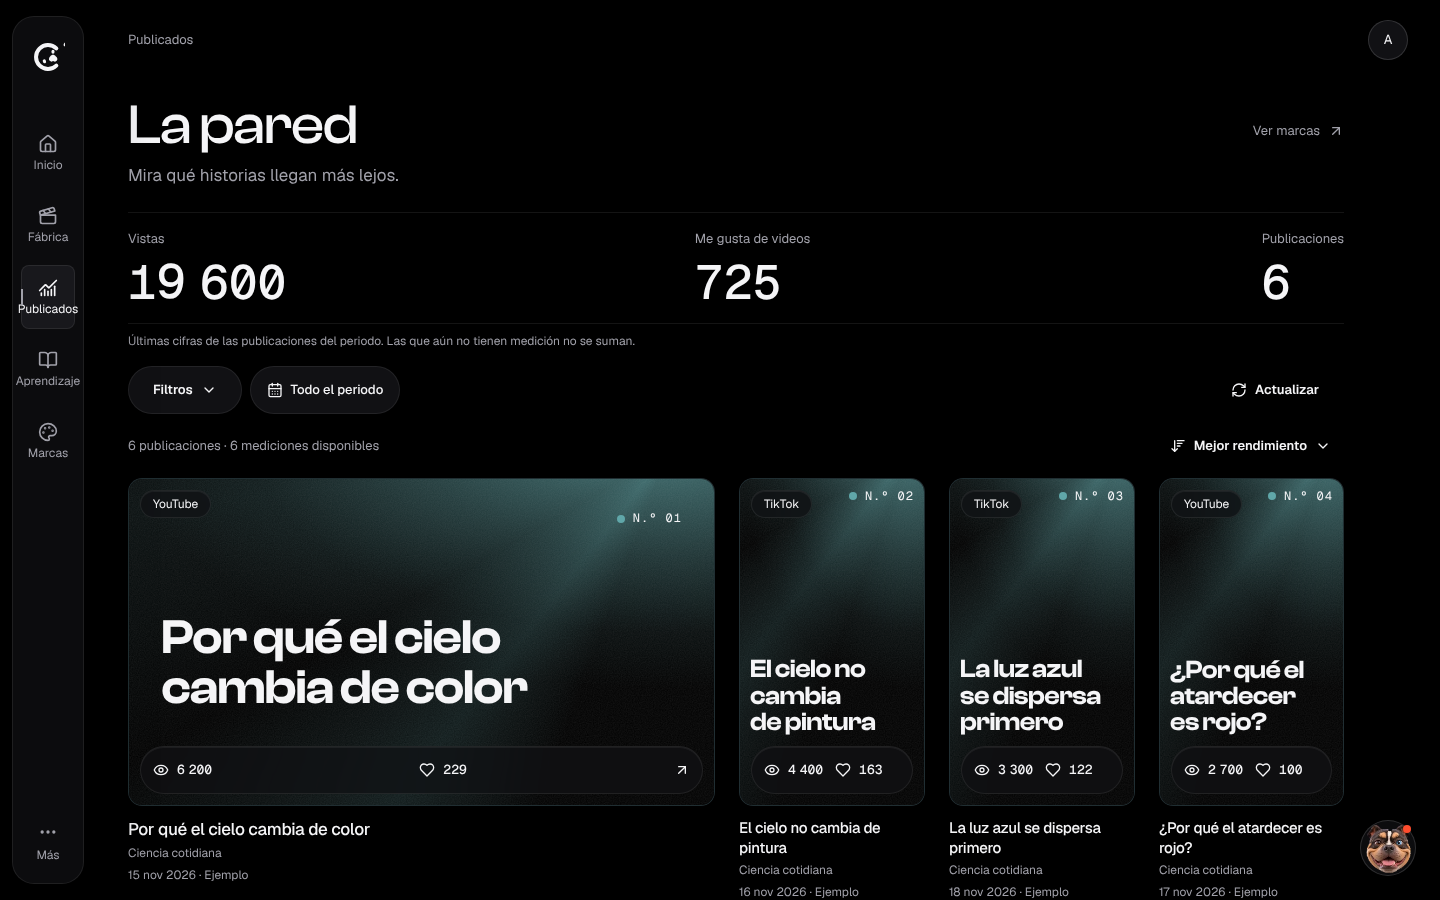 Publicados
A
Inicio
Fábrica
Publicados
Aprendizaje
Marcas
Más
La pared
Ver marcas
Mira qué historias llegan más lejos.
Vistas
19 600
Me gusta de videos
725
Publicaciones
6
Últimas cifras de las publicaciones del periodo. Las que aún no tienen medición no se suman.
Filtros
Todo el periodo
Actualizar
6 publicaciones · 6 mediciones disponibles
Mejor rendimiento
YouTube
N.º 01
Por qué el cielo
cambia de color
6 200
229
Por qué el cielo cambia de color
Ciencia cotidiana
15 nov 2026 · Ejemplo
TikTok
N.º 02
El cielo no
cambia
de pintura
4 400
163
El cielo no cambia de
pintura
Ciencia cotidiana
16 nov 2026 · Ejemplo
TikTok
N.º 03
La luz azul
se dispersa
primero
3 300
122
La luz azul se dispersa
primero
Ciencia cotidiana
18 nov 2026 · Ejemplo
YouTube
N.º 04
¿Por qué el
atardecer
es rojo?
2 700
100
¿Por qué el atardecer es
rojo?
Ciencia cotidiana
17 nov 2026 · Ejemplo